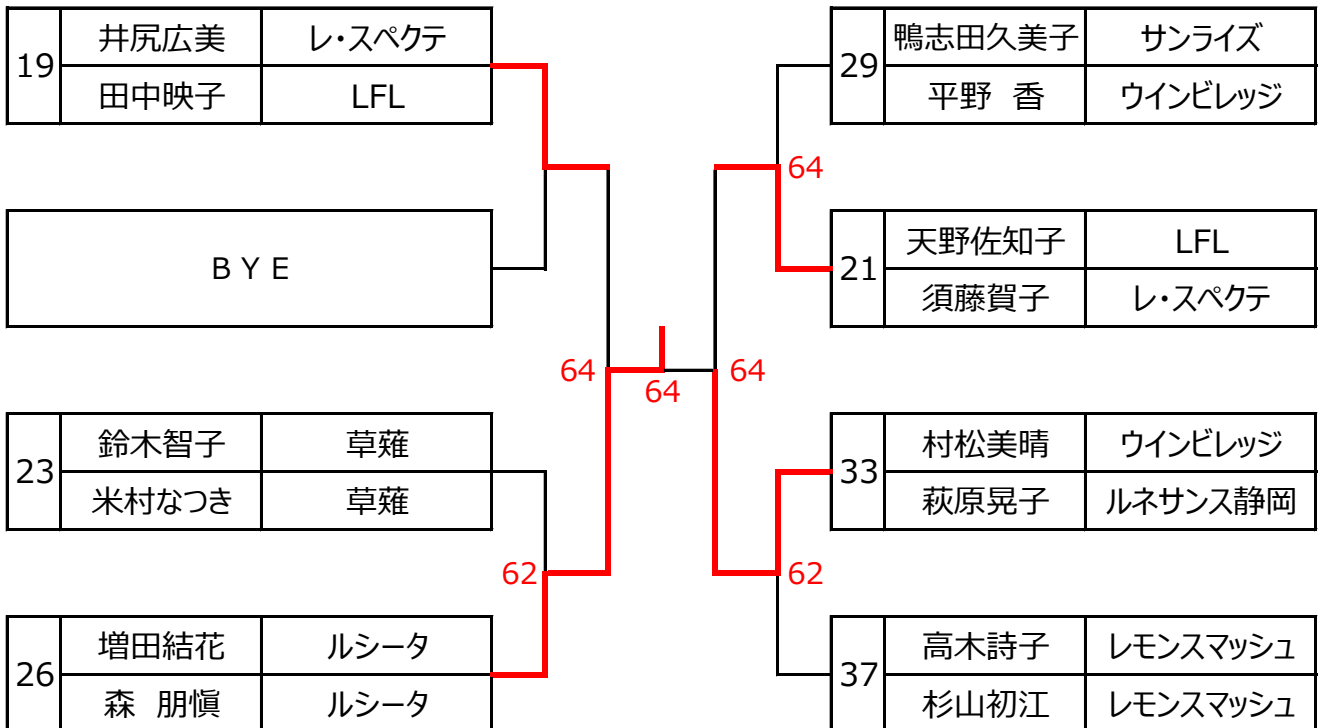 19 井尻広美 レ・スペクテ
田中映子 LFL
BYE
23 鈴木智子 草薙
米村なつき 草薙
26 増田結花 ルシータ
森 朋愼 ルシータ
64
62
64
64
64
62
29 鴨志田久美子 サンライズ
平野 香 ウインビレッジ
21 天野佐知子 LFL
須藤賀子 レ・スペクテ
33 村松美晴 ウインビレッジ
萩原晃子 ルネサンス静岡
37 高木詩子 レモンスマッシュ
杉山初江 レモンスマッシュ